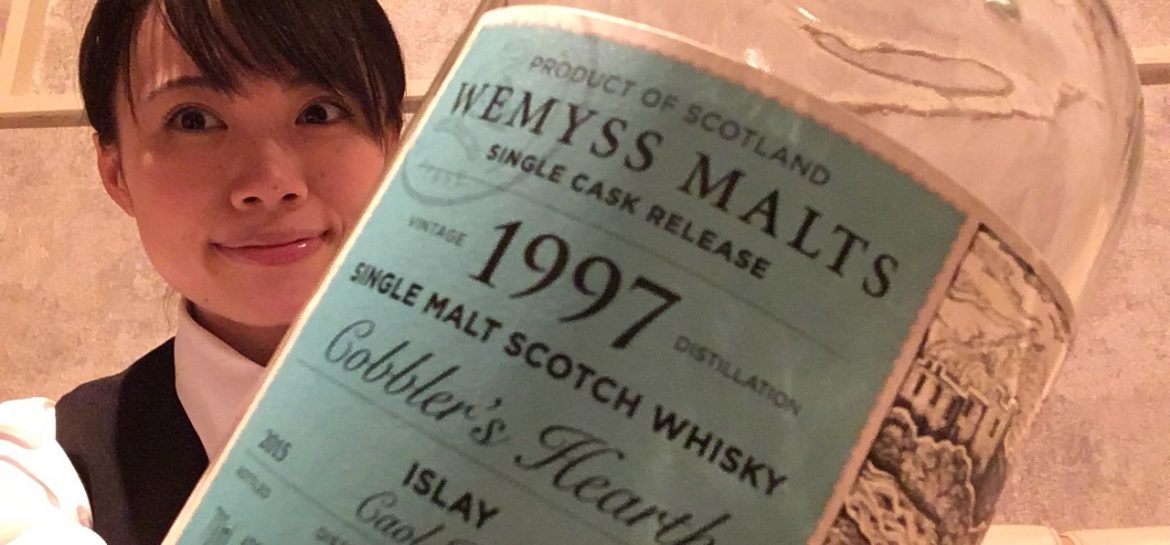 PRODUCT OF SCOTLAND
WEMYSS MALTS
SINGLE CASK RELEASE
VINTAGE 1997 DISTILLATION
SINGLE MALT SCOTCH WHISKY
Cobbler's Hearth
2015 ISLAY
BOTTLED Caol